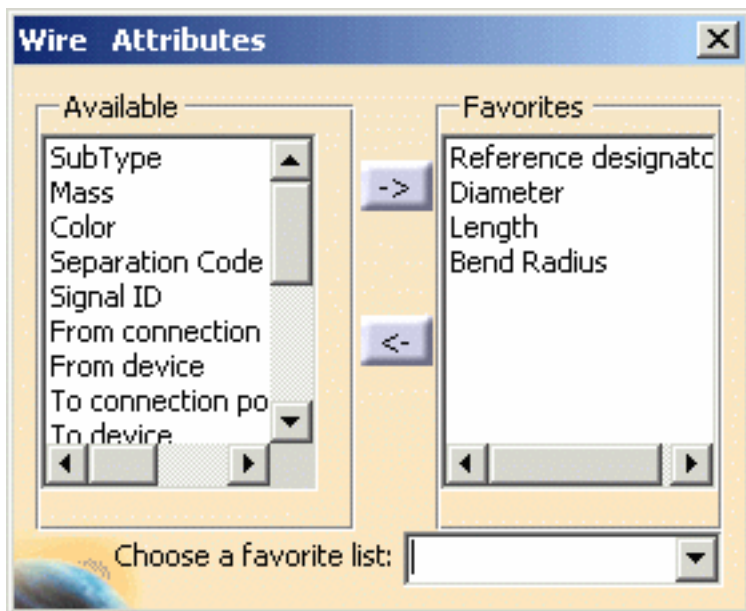 Wire Attributes
Available
SubType
Mass
Color
Separation Code
Signal ID
From connection
From device
To connection po
To device
->
<-
Favorites
Reference designato
Diameter
Length
Bend Radius
Choose a favorite list: